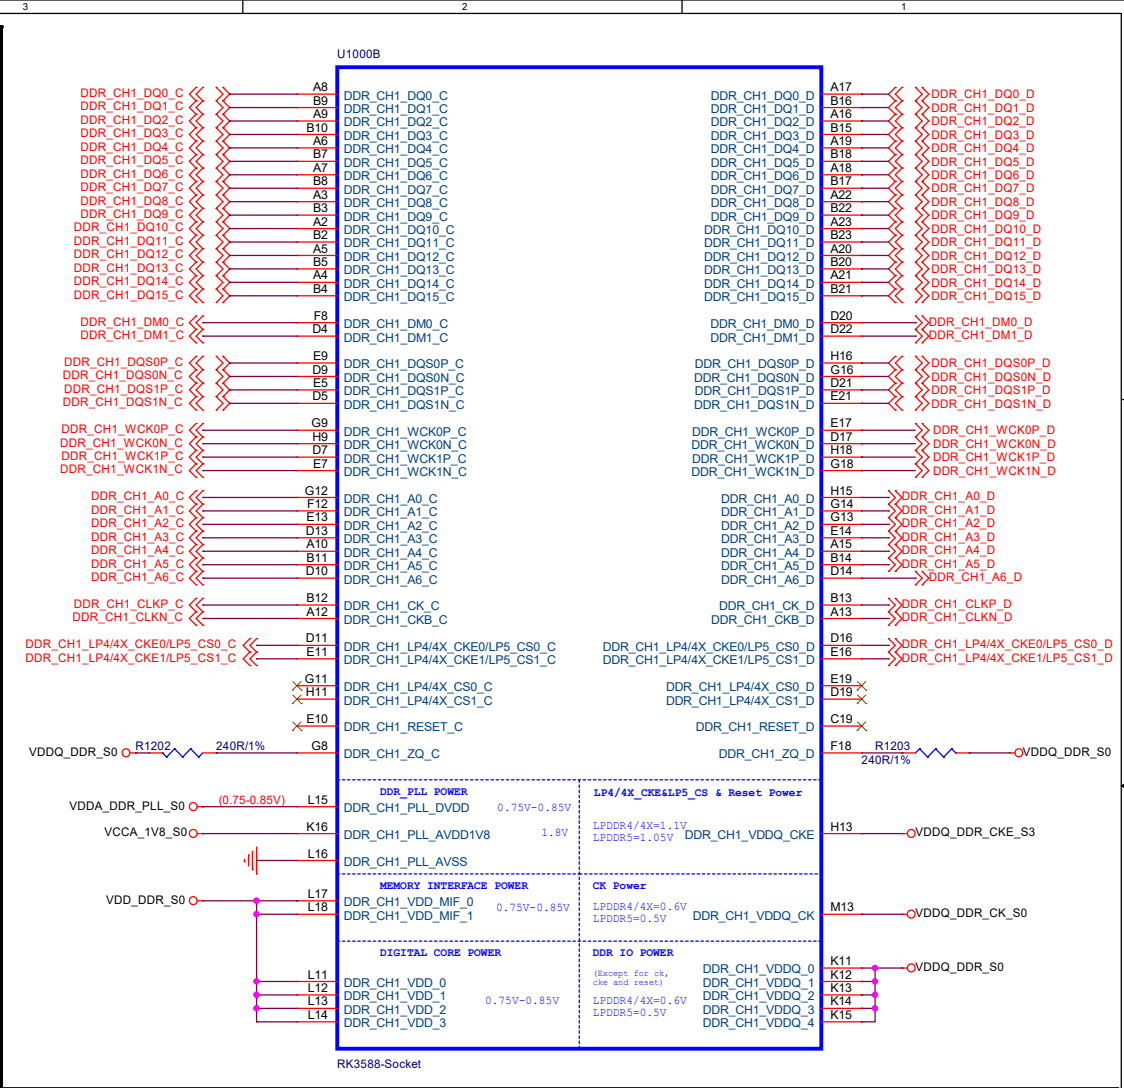 3 2 1
U1000B
DDR_CH1_DQ0_C A8 DDR_CH1_DQ0_C DDR_CH1_DQ0_D A17 DDR_CH1_DQ0_D
DDR_CH1_DQ1_C B9 DDR_CH1_DQ1_C DDR_CH1_DQ1_D B16 DDR_CH1_DQ1_D
DDR_CH1_DQ2_C A9 DDR_CH1_DQ2_C DDR_CH1_DQ2_D A16 DDR_CH1_DQ2_D
DDR_CH1_DQ3_C B10 DDR_CH1_DQ3_C DDR_CH1_DQ3_D B15 DDR_CH1_DQ3_D
DDR_CH1_DQ4_C A6 DDR_CH1_DQ4_C DDR_CH1_DQ4_D A19 DDR_CH1_DQ4_D
DDR_CH1_DQ5_C B7 DDR_CH1_DQ5_C DDR_CH1_DQ5_D B18 DDR_CH1_DQ5_D
DDR_CH1_DQ6_C A7 DDR_CH1_DQ6_C DDR_CH1_DQ6_D A18 DDR_CH1_DQ6_D
DDR_CH1_DQ7_C B8 DDR_CH1_DQ7_C DDR_CH1_DQ7_D B17 DDR_CH1_DQ7_D
DDR_CH1_DQ8_C A3 DDR_CH1_DQ8_C DDR_CH1_DQ8_D A22 DDR_CH1_DQ8_D
DDR_CH1_DQ9_C B3 DDR_CH1_DQ9_C DDR_CH1_DQ9_D B22 DDR_CH1_DQ9_D
DDR_CH1_DQ10_C A2 DDR_CH1_DQ10_C DDR_CH1_DQ10_D A23 DDR_CH1_DQ10_D
DDR_CH1_DQ11_C B2 DDR_CH1_DQ11_C DDR_CH1_DQ11_D B23 DDR_CH1_DQ11_D
DDR_CH1_DQ12_C A5 DDR_CH1_DQ12_C DDR_CH1_DQ12_D A20 DDR_CH1_DQ12_D
DDR_CH1_DQ13_C B5 DDR_CH1_DQ13_C DDR_CH1_DQ13_D B20 DDR_CH1_DQ13_D
DDR_CH1_DQ14_C A4 DDR_CH1_DQ14_C DDR_CH1_DQ14_D A21 DDR_CH1_DQ14_D
DDR_CH1_DQ15_C B4 DDR_CH1_DQ15_C DDR_CH1_DQ15_D B21 DDR_CH1_DQ15_D
DDR_CH1_DM0_C F8 DDR_CH1_DM0_C DDR_CH1_DM0_D D20 DDR_CH1_DM0_D
DDR_CH1_DM1_C D4 DDR_CH1_DM1_C DDR_CH1_DM1_D D22 DDR_CH1_DM1_D
DDR_CH1_DQS0P_C E9 DDR_CH1_DQS0P_C DDR_CH1_DQS0P_D H16 DDR_CH1_DQS0P_D
DDR_CH1_DQS0N_C D9 DDR_CH1_DQS0N_C DDR_CH1_DQS0N_D G16 DDR_CH1_DQS0N_D
DDR_CH1_DQS1P_C E5 DDR_CH1_DQS1P_C DDR_CH1_DQS1P_D D21 DDR_CH1_DQS1P_D
DDR_CH1_DQS1N_C D5 DDR_CH1_DQS1N_C DDR_CH1_DQS1N_D E21 DDR_CH1_DQS1N_D
DDR_CH1_WCK0P_C G9 DDR_CH1_WCK0P_C DDR_CH1_WCK0P_D E17 DDR_CH1_WCK0P_D
DDR_CH1_WCK0N_C H9 DDR_CH1_WCK0N_C DDR_CH1_WCK0N_D D17 DDR_CH1_WCK0N_D
DDR_CH1_WCK1P_C D7 DDR_CH1_WCK1P_C DDR_CH1_WCK1P_D H18 DDR_CH1_WCK1P_D
DDR_CH1_WCK1N_C E7 DDR_CH1_WCK1N_C DDR_CH1_WCK1N_D G18 DDR_CH1_WCK1N_D
DDR_CH1_A0_C G12 DDR_CH1_A0_C DDR_CH1_A0_D H15 DDR_CH1_A0_D
DDR_CH1_A1_C F12 DDR_CH1_A1_C DDR_CH1_A1_D G14 DDR_CH1_A1_D
DDR_CH1_A2_C E13 DDR_CH1_A2_C DDR_CH1_A2_D G13 DDR_CH1_A2_D
DDR_CH1_A3_C D13 DDR_CH1_A3_C DDR_CH1_A3_D E14 DDR_CH1_A3_D
DDR_CH1_A4_C A10 DDR_CH1_A4_C DDR_CH1_A4_D A15 DDR_CH1_A4_D
DDR_CH1_A5_C B11 DDR_CH1_A5_C DDR_CH1_A5_D B14 DDR_CH1_A5_D
DDR_CH1_A6_C D10 DDR_CH1_A6_C DDR_CH1_A6_D D14 DDR_CH1_A6_D
DDR_CH1_CLKP_C B12 DDR_CH1_CK_C DDR_CH1_CK_D B13 DDR_CH1_CLKP_D
DDR_CH1_CLKN_C A12 DDR_CH1_CKB_C DDR_CH1_CKB_D A13 DDR_CH1_CLKN_D
DDR_CH1_LP4/4X_CKE0/LP5_CS0_C D11 DDR_CH1_LP4/4X_CKE0/LP5_CS0_C DDR_CH1_LP4/4X_CKE0/LP5_CS0_D D16 DDR_CH1_LP4/4X_CKE0/LP5_CS0_D
DDR_CH1_LP4/4X_CKE1/LP5_CS1_C E11 DDR_CH1_LP4/4X_CKE1/LP5_CS1_C DDR_CH1_LP4/4X_CKE1/LP5_CS1_D E16 DDR_CH1_LP4/4X_CKE1/LP5_CS1_D
G11 DDR_CH1_LP4/4X_CS0_C DDR_CH1_LP4/4X_CS0_D E19
H11 DDR_CH1_LP4/4X_CS1_C DDR_CH1_LP4/4X_CS1_D D19
E10 DDR_CH1_RESET_C DDR_CH1_RESET_D C19
VDDQ_DDR_S0 R1202 240R/1% G8 DDR_CH1_ZQ_C DDR_CH1_ZQ_D F18 R1203 240R/1% VDDQ_DDR_S0
DDR_PLL POWER LP4/4X_CKE&LP5_CS & Reset Power
VDDA_DDR_PLL_S0 (0.75-0.85V) L15 DDR_CH1_PLL_DVDD 0.75V-0.85V
VCCA_1V8_S0 K16 DDR_CH1_PLL_AVDD1V8 1.8V LPDDR4/4X=1.1V
LPDDR5=1.05V DDR_CH1_VDDQ_CKE H13 VDDQ_DDR_CKE_S3
L16 DDR_CH1_PLL_AVSS
MEMORY INTERFACE POWER CK Power
VDD_DDR_S0 L17 DDR_CH1_VDD_MIF_0 0.75V-0.85V LPDDR4/4X=0.6V
L18 DDR_CH1_VDD_MIF_1 LPDDR5=0.5V DDR_CH1_VDDQ_CK M13 VDDQ_DDR_CK_S0
DIGITAL CORE POWER DDR IO POWER
(Except for ck,
cke and reset)
DDR_CH1_VDDQ_0 K11 VDDQ_DDR_S0
L11 DDR_CH1_VDD_0 DDR_CH1_VDDQ_1 K12
L12 DDR_CH1_VDD_1 0.75V-0.85V LPDDR4/4X=0.6V DDR_CH1_VDDQ_2 K13
L13 DDR_CH1_VDD_2 LPDDR5=0.5V DDR_CH1_VDDQ_3 K14
L14 DDR_CH1_VDD_3 DDR_CH1_VDDQ_4 K15
RK3588-Socket